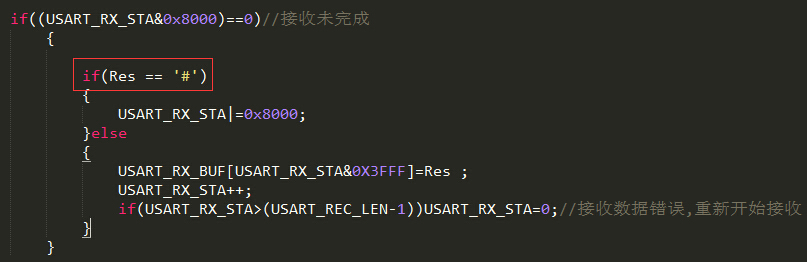 if((USART_RX_STA&0x8000)==0)//接收未完成
{
if(Res == '#')
{
USART_RX_STA|=0x8000;
}else
{
USART_RX_BUF[USART_RX_STA&0X3FFF]=Res ;
USART_RX_STA++;
if(USART_RX_STA>(USART_REC_LEN-1))USART_RX_STA=0;//接收数据错误,重新开始接收
}
}